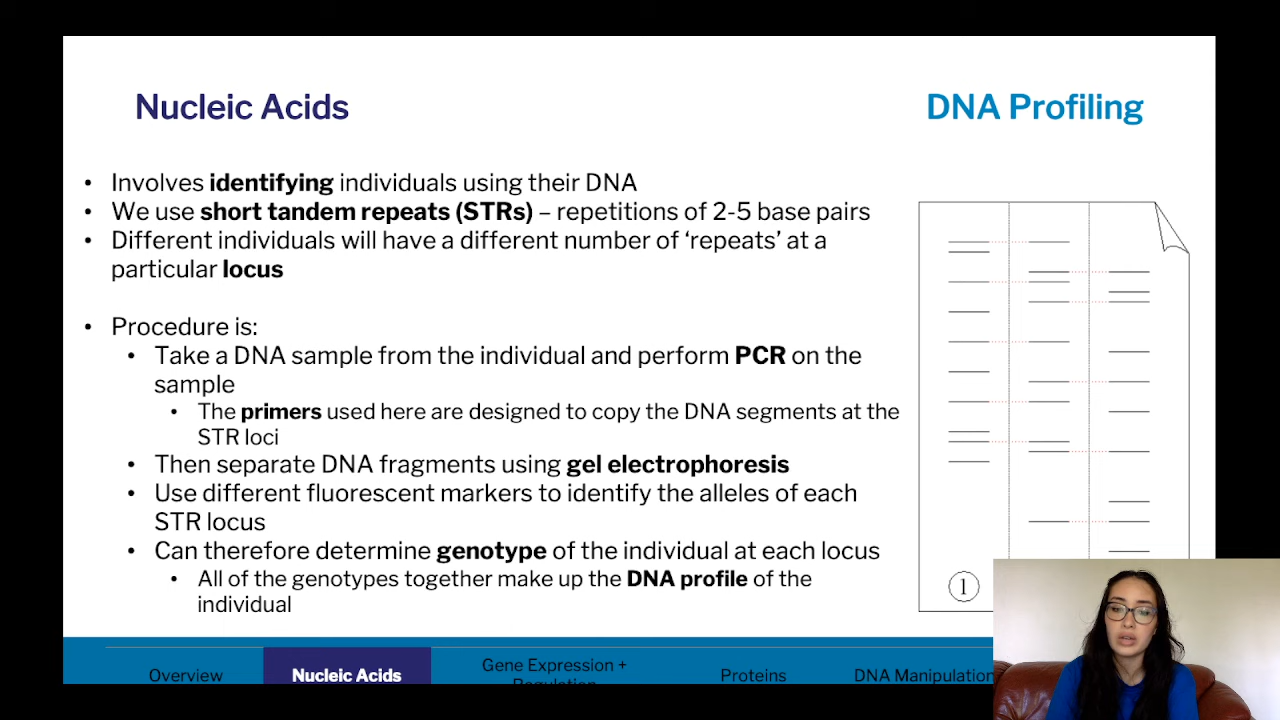 Nucleic Acids
DNA Profiling
• Involves identifying individuals using their DNA
• We use short tandem repeats (STRs) – repetitions of 2-5 base pairs
• Different individuals will have a different number of ‘repeats’ at a
particular locus
• Procedure is:
• Take a DNA sample from the individual and perform PCR on the
sample
• The primers used here are designed to copy the DNA segments at the
STR loci
• Then separate DNA fragments using gel electrophoresis
• Use different fluorescent markers to identify the alleles of each
STR locus
• Can therefore determine genotype of the individual at each locus
• All of the genotypes together make up the DNA profile of the
individual
1
Overview
Nucleic Acids
Gene Expression +
Regulation
Proteins
DNA Manipulation